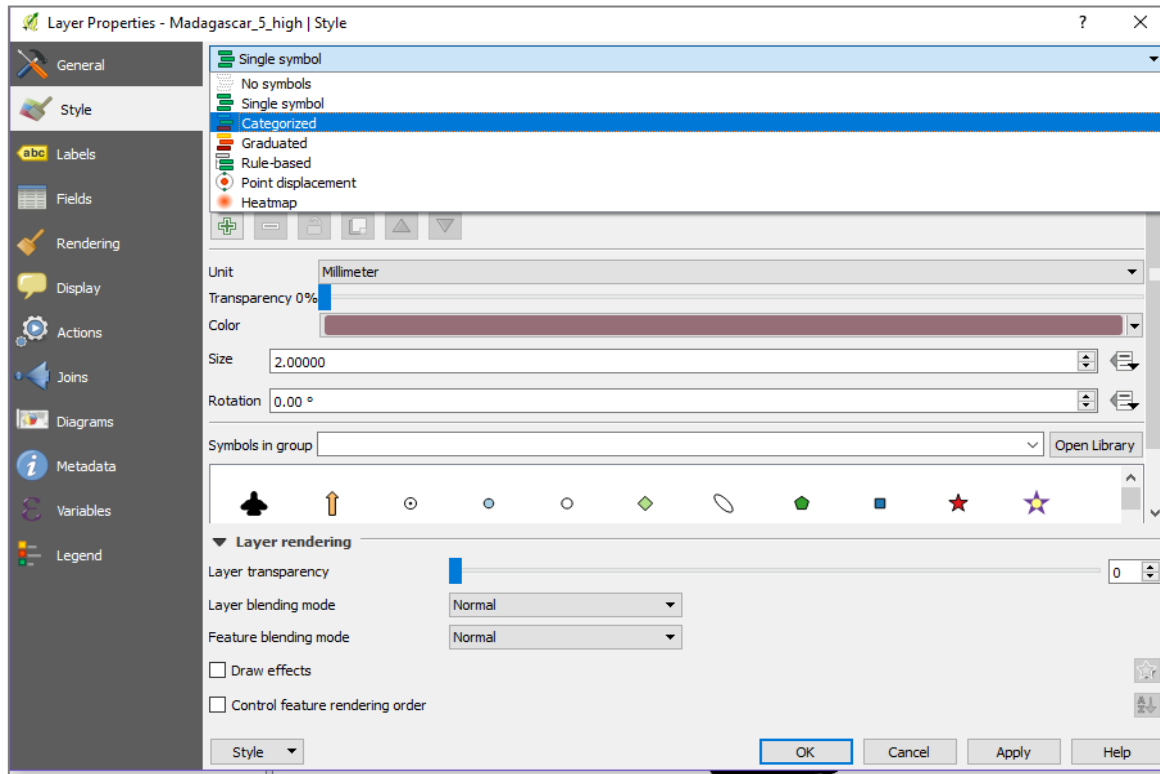 Layer Properties - Madagascar_5_high | Style
?
General
Style
abc Labels
Fields
Rendering
Display
Actions
Joins
Diagrams
Metadata
Variables
Legend
Single symbol
No symbols
Single symbol
Categorized
Graduated
Rule-based
Point displacement
Heatmap
Unit Millimeter
Transparency 0%
Color
Size 2.00000
Rotation 0.00 °
Symbols in group Open Library
Layer rendering
Layer transparency 0
Layer blending mode Normal
Feature blending mode Normal
Draw effects
Control feature rendering order
Style OK Cancel Apply Help